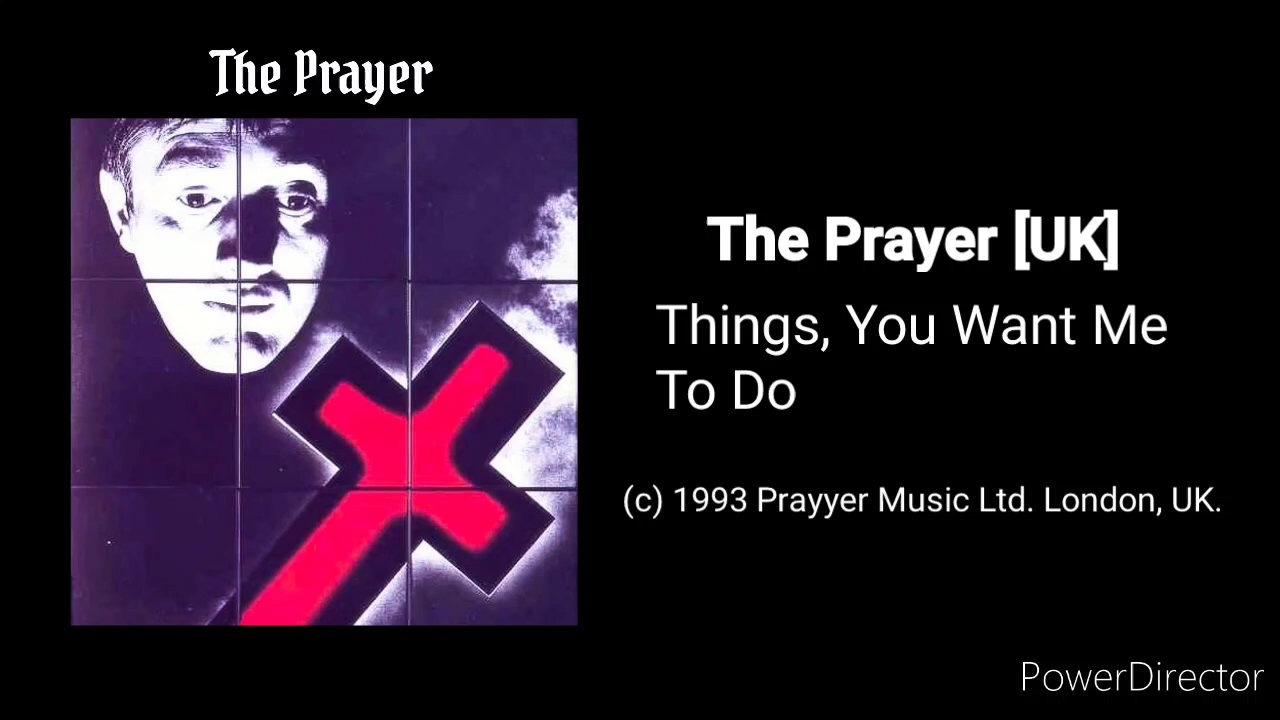 The Prayer
The Prayer [UK]
Things, You Want Me
To Do
(c) 1993 Prayyer Music Ltd. London, UK.
PowerDirector